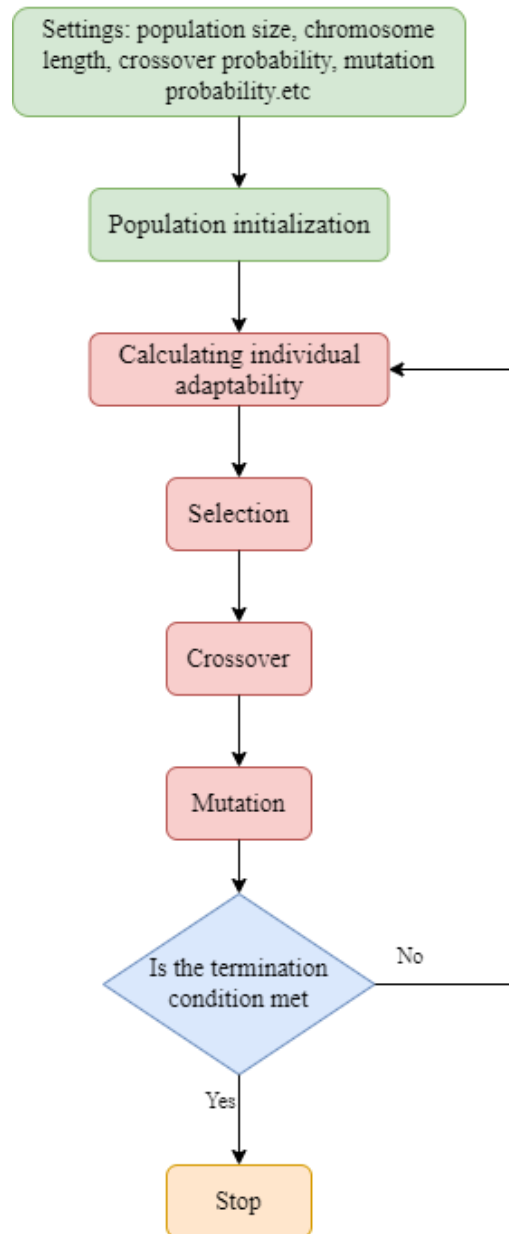 Settings: population size, chromosome
length, crossover probability, mutation
probability.etc
Population initialization
Calculating individual
adaptability
Selection
Crossover
Mutation
Is the termination
condition met
No
Yes
Stop